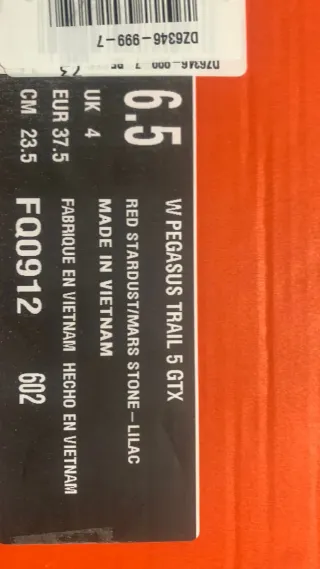 DZ6346-999-7
W PEGASUS TRAIL 5 GTX
6.5
RED STARDUST/MARS STONE-LILAC
UK 4
MADE IN VIETNAM
EUR 37.5
FABRIQUE EN VIETNAM HECHO EN VIETNAM
CM 23.5
FQ0912 602